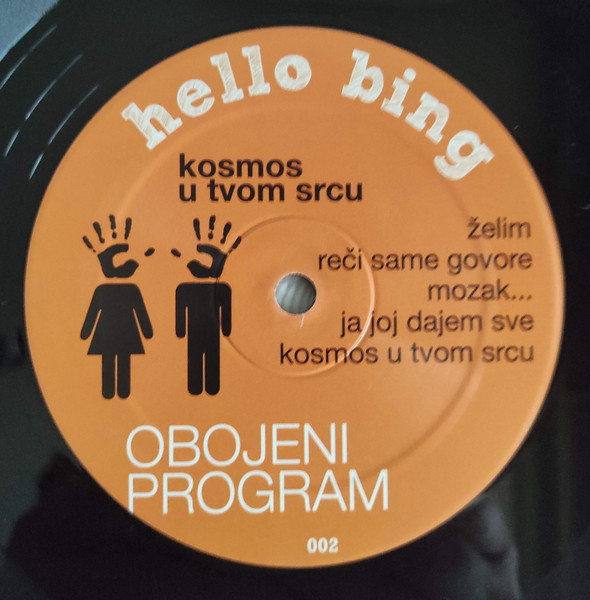 hello bing
kosmos
u tvom srcu
želim
reči same govore
mozak...
ja joj dajem sve
kosmos u tvom srcu
OBOJENI
PROGRAM
002